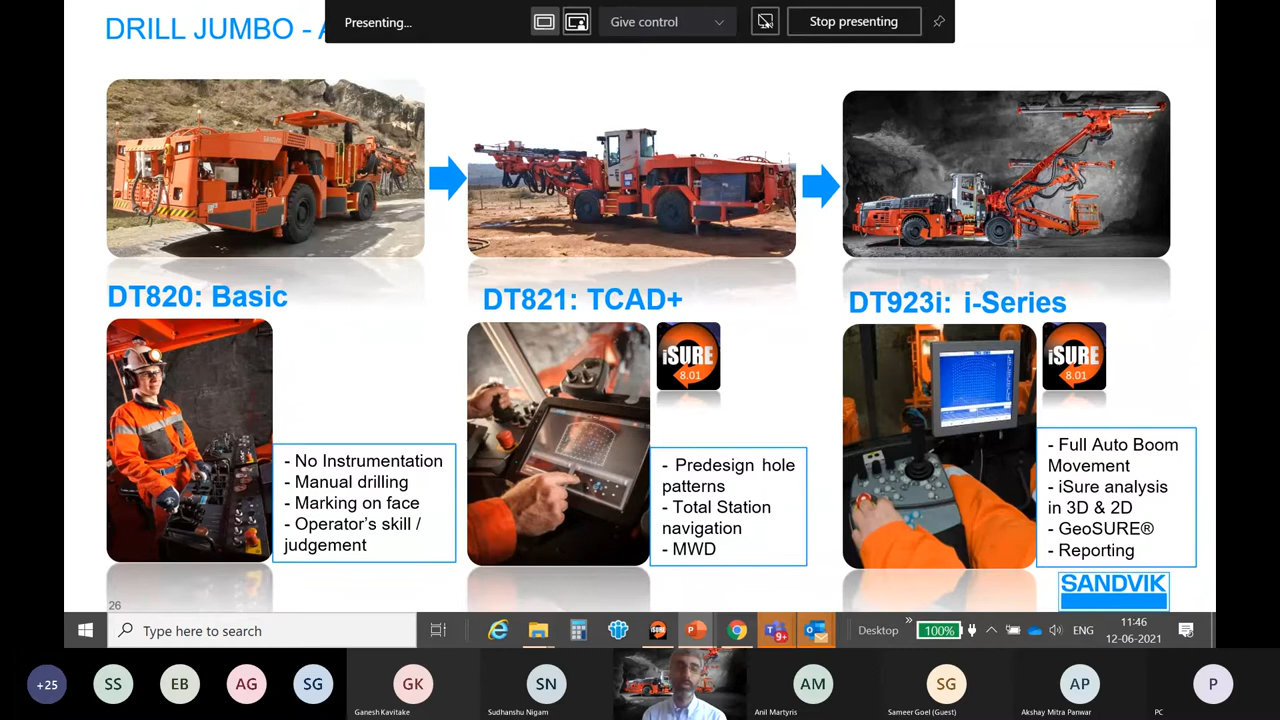 DRILL JUMBO -
Presenting...
Give control
Stop presenting
DT820: Basic
DT821: TCAD+
DT923i: i-Series
iSURE
8.01
iSURE
8.01
- No Instrumentation
- Manual drilling
- Marking on face
- Operator's skill /
judgement
- Predesign hole
patterns
- Total Station
navigation
- MWD
- Full Auto Boom
Movement
- iSure analysis
in 3D & 2D
- GeoSURE®
- Reporting
SANDVIK
26
Type here to search
9+
Desktop
100%
ENG
11:46
12-06-2021
+25
SS
EB
AG
SG
GK
Ganesh Kavitake
SN
Sudhanshu Nigam
AM
Anil Martyris
SG
Sameer Goel (Guest)
AP
Akshay Mitra Panwar
P
PC